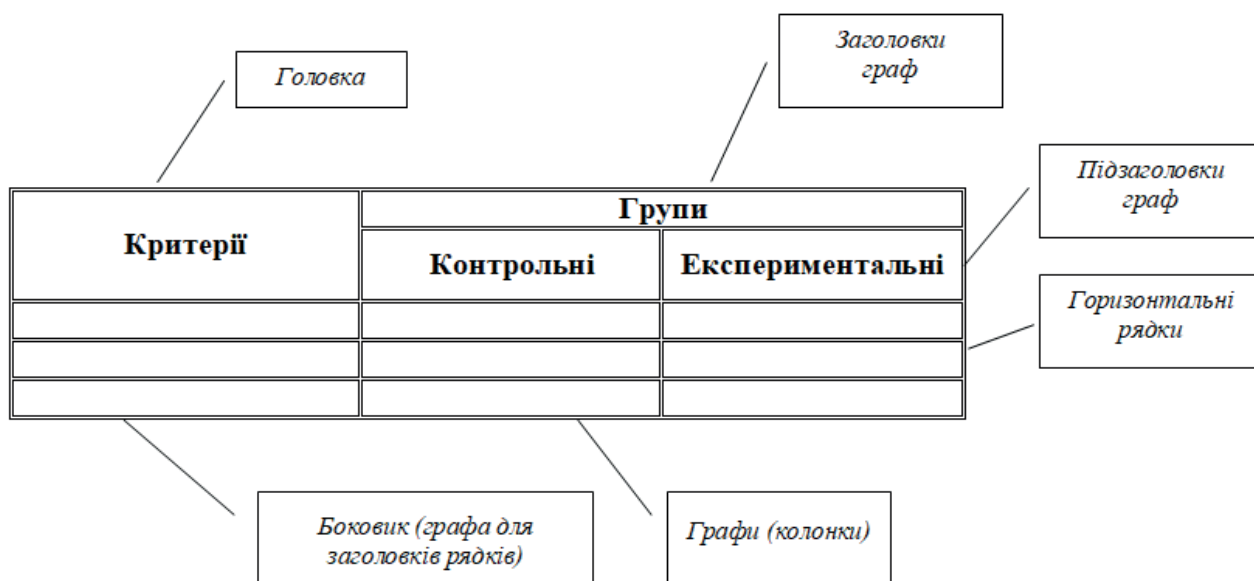 Головка
Заголовки
граф
Підзаголовки
граф
Групи
Критерії
Контрольні
Експериментальні
Горизонтальні
рядки
Боковик (графа для
заголовків рядків)
Графи (колонки)